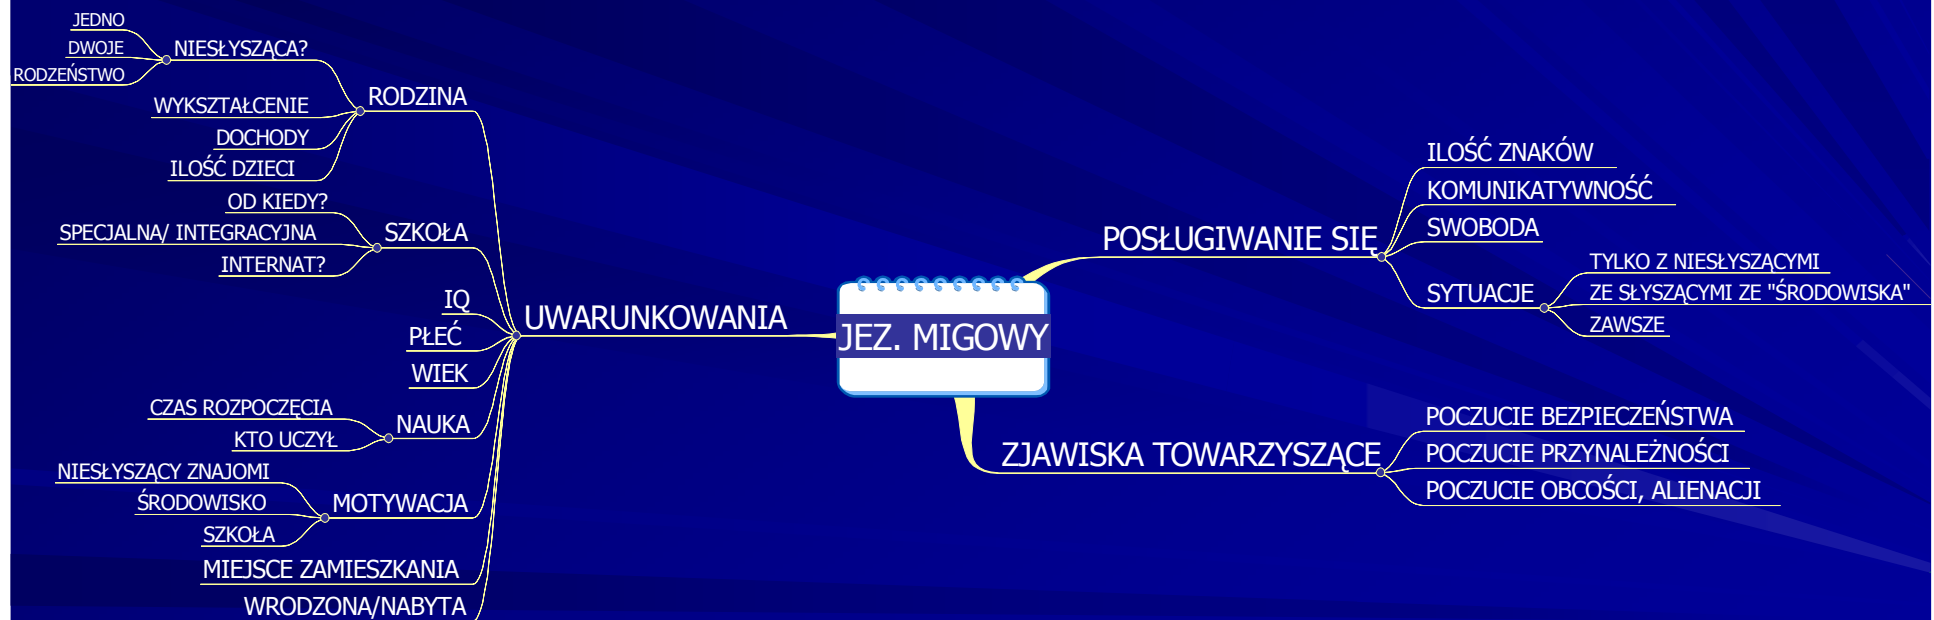 JEDNO
DWOJE
RODZEŃSTWO
NIESŁYSZĄCA?
WYKSZTAŁCENIE
DOCHODY
ILOŚĆ DZIECI
RODZINA
OD KIEDY?
SPECJALNA/ INTEGRACYJNA
INTERNAT?
SZKOŁA
IQ
PŁEĆ
WIEK
CZAS ROZPOCZĘCIA
KTO UCZYŁ
NAUKA
NIESŁYSZĄCY ZNAJOMI
ŚRODOWISKO
SZKOŁA
MOTYWACJA
MIEJSCE ZAMIESZKANIA
WRODZONA/NABYTA
UWARUNKOWANIA
JEZ. MIGOWY
POSŁUGIWANIE SIĘ
ILOŚĆ ZNAKÓW
KOMUNIKATYWNOŚĆ
SWOBODA
SYTUACJE
TYLKO Z NIESŁYSZĄCYMI
ZE SŁYSZĄCYMI ZE "ŚRODOWISKA"
ZAWSZE
ZJAWISKA TOWARZYSZĄCE
POCZUCIE BEZPIECZEŃSTWA
POCZUCIE PRZYNALEŻNOŚCI
POCZUCIE OBCOŚCI, ALIENACJI